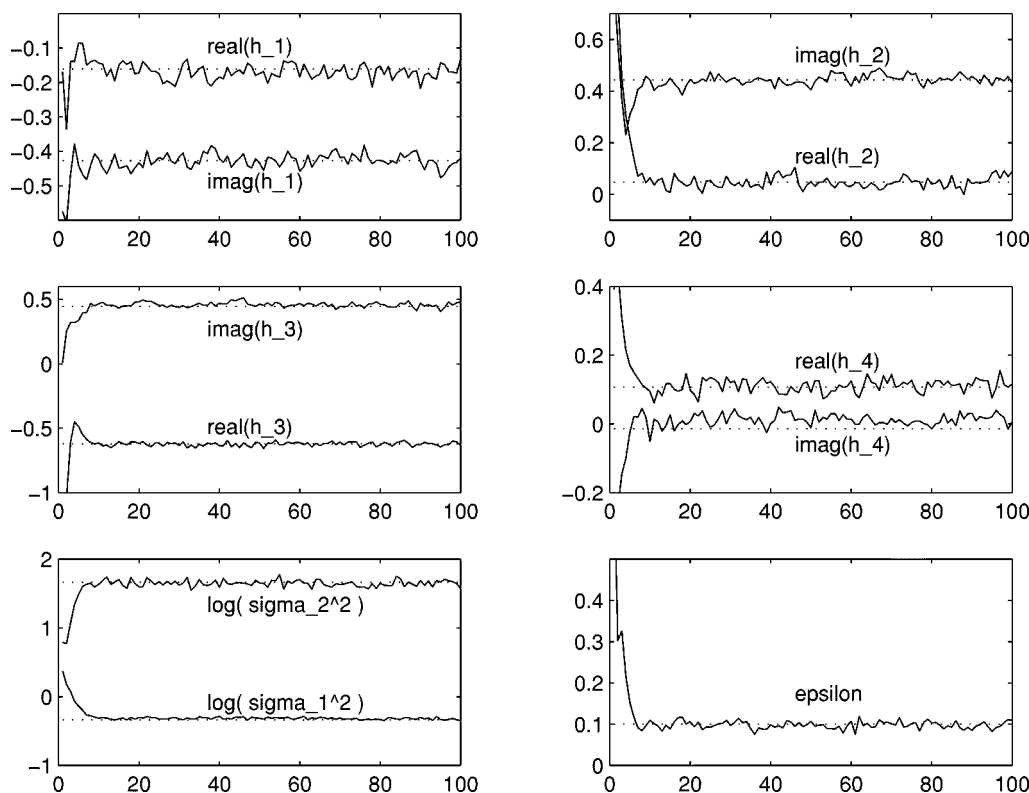 −0.1
−0.2
−0.3
−0.4
−0.5
real(h_1)
imag(h_1)
0 20 40 60 80 100
0.6
0.4
0.2
0
imag(h_2)
real(h_2)
0 20 40 60 80 100
0.5
0
−0.5
−1
imag(h_3)
real(h_3)
0 20 40 60 80 100
0.4
0.2
0
−0.2
real(h_4)
imag(h_4)
0 20 40 60 80 100
2
1
0
−1
log( sigma_2^2 )
log( sigma_1^2 )
0 20 40 60 80 100
0.4
0.3
0.2
0.1
0
epsilon
0 20 40 60 80 100